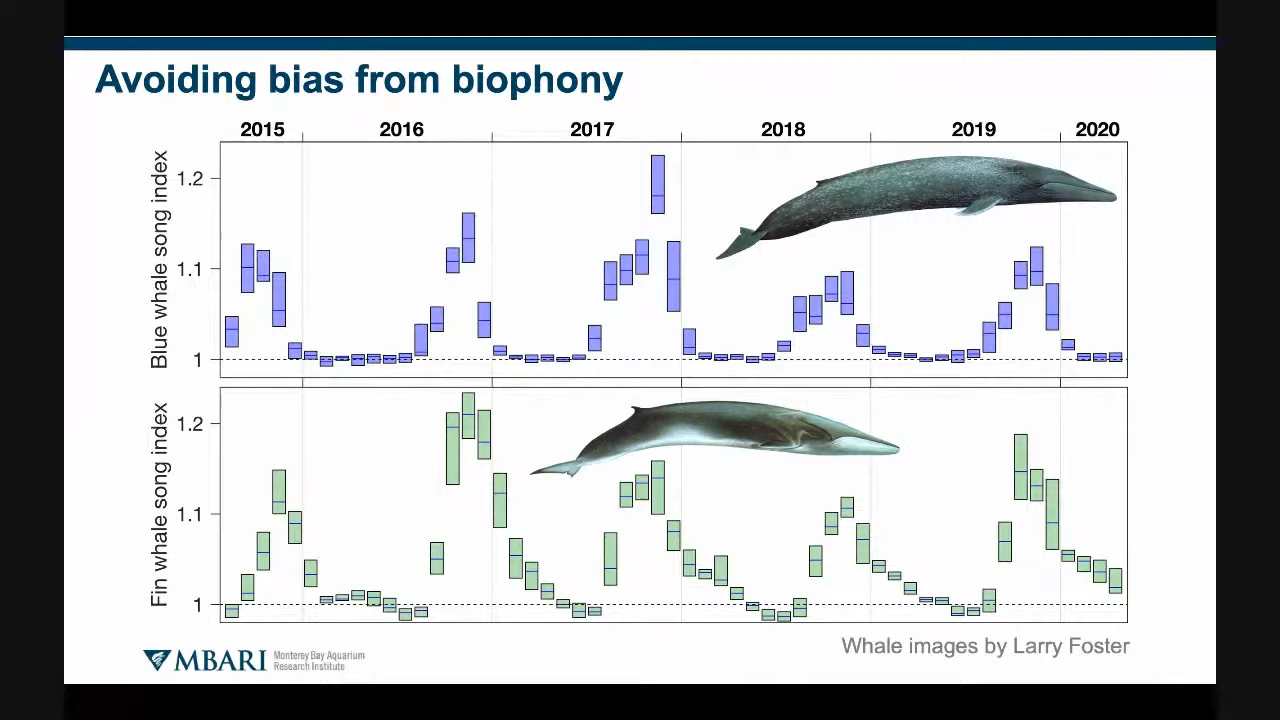 Avoiding bias from biophony
2015 2016 2017 2018 2019 2020
Blue whale song index
1.2
1.1
1
Fin whale song index
1.2
1.1
1
Whale images by Larry Foster
MBARI
Monterey Bay Aquarium
Research Institute